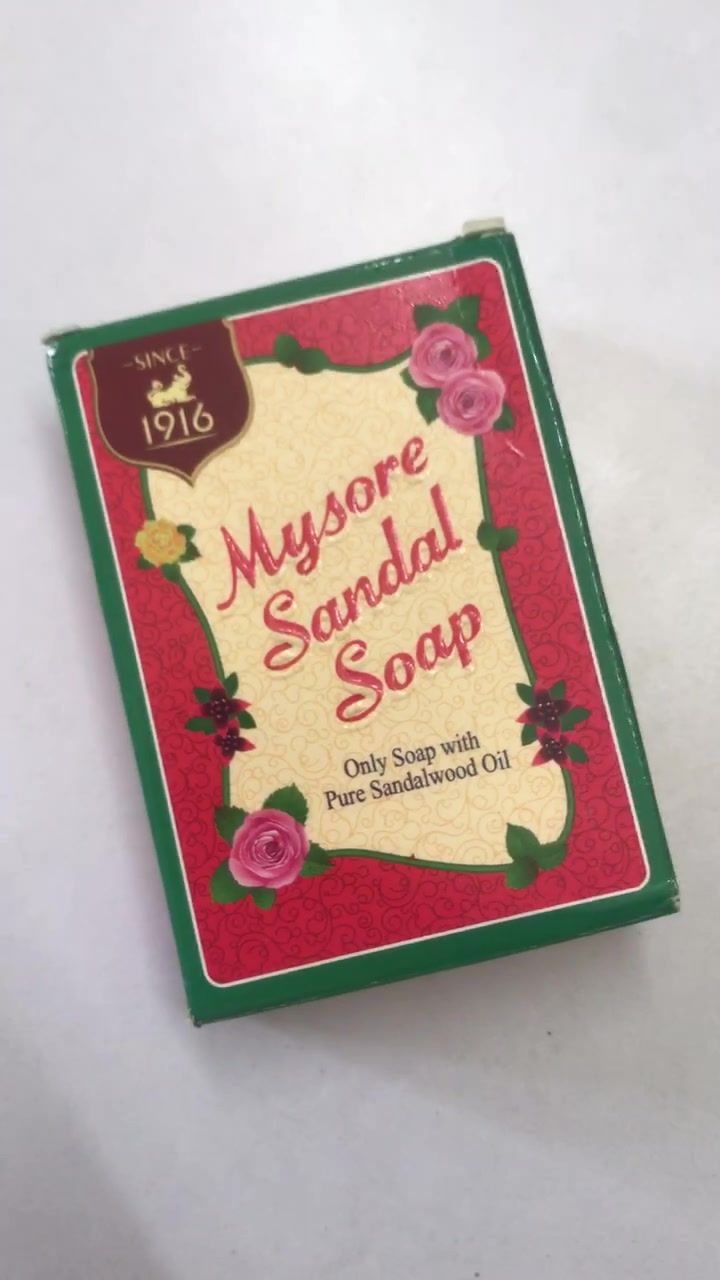 -SINCE-
1916
Mysore
Sandal
Soap
Only Soap with
Pure Sandalwood Oil